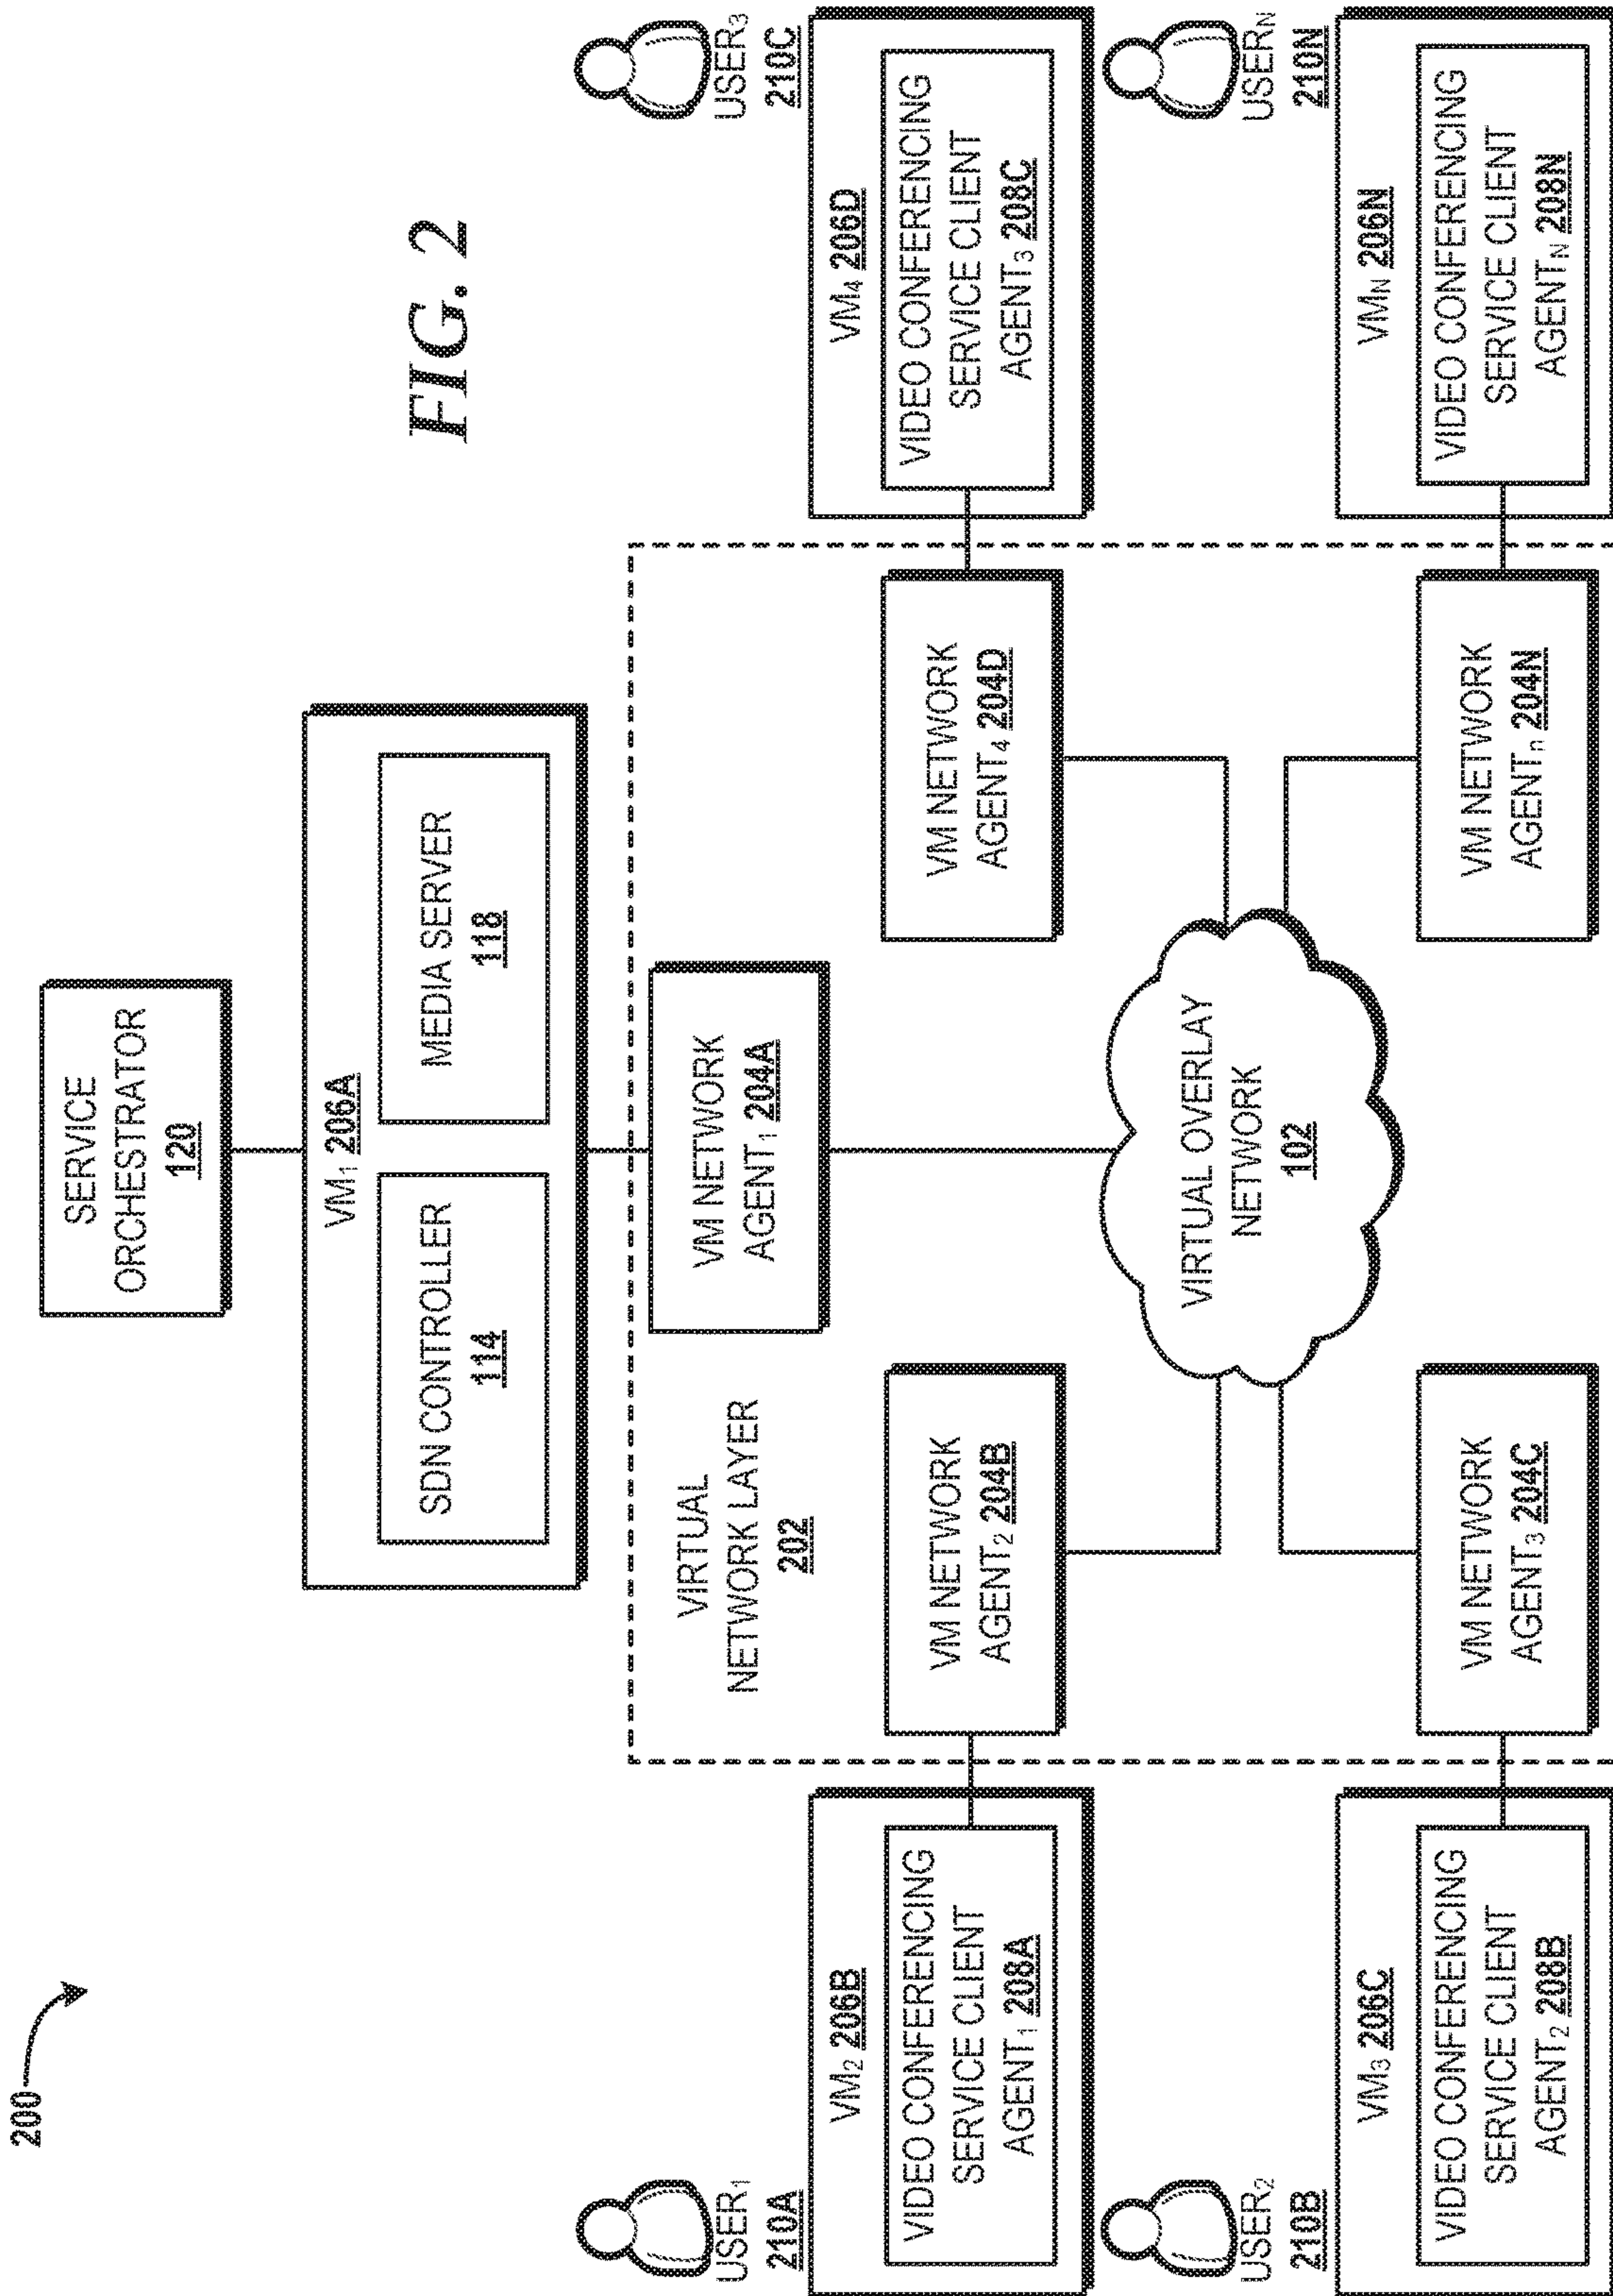 200
FIG. 2
SERVICE
ORCHESTRATOR
120
VM₁ 206A
SDN CONTROLLER
114
MEDIA SERVER
118
VIRTUAL
NETWORK LAYER
202
VM NETWORK
AGENT₁ 204A
USER₁
210A
VM₂ 206B
VIDEO CONFERENCING
SERVICE CLIENT
AGENT₁ 208A
VM NETWORK
AGENT₂ 204B
VM NETWORK
AGENT₄ 204D
USER₃
210C
VM₄ 206D
VIDEO CONFERENCING
SERVICE CLIENT
AGENT₃ 208C
VIRTUAL OVERLAY
NETWORK
102
USER₂
210B
VM₃ 206C
VIDEO CONFERENCING
SERVICE CLIENT
AGENT₂ 208B
VM NETWORK
AGENT₃ 204C
VM NETWORK
AGENTₙ 204N
USER_N
210N
VM_N 206N
VIDEO CONFERENCING
SERVICE CLIENT
AGENT_N 208N